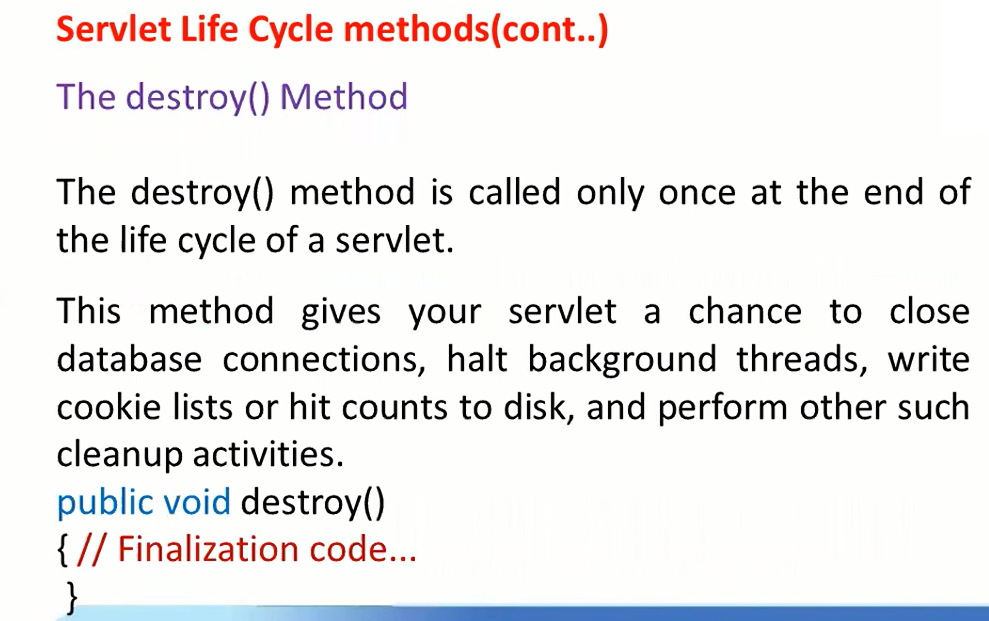 Servlet Life Cycle methods(cont..)
The destroy() Method
The destroy() method is called only once at the end of
the life cycle of a servlet.
This method gives your servlet a chance to close
database connections, halt background threads, write
cookie lists or hit counts to disk, and perform other such
cleanup activities.
public void destroy()
{ // Finalization code...
}